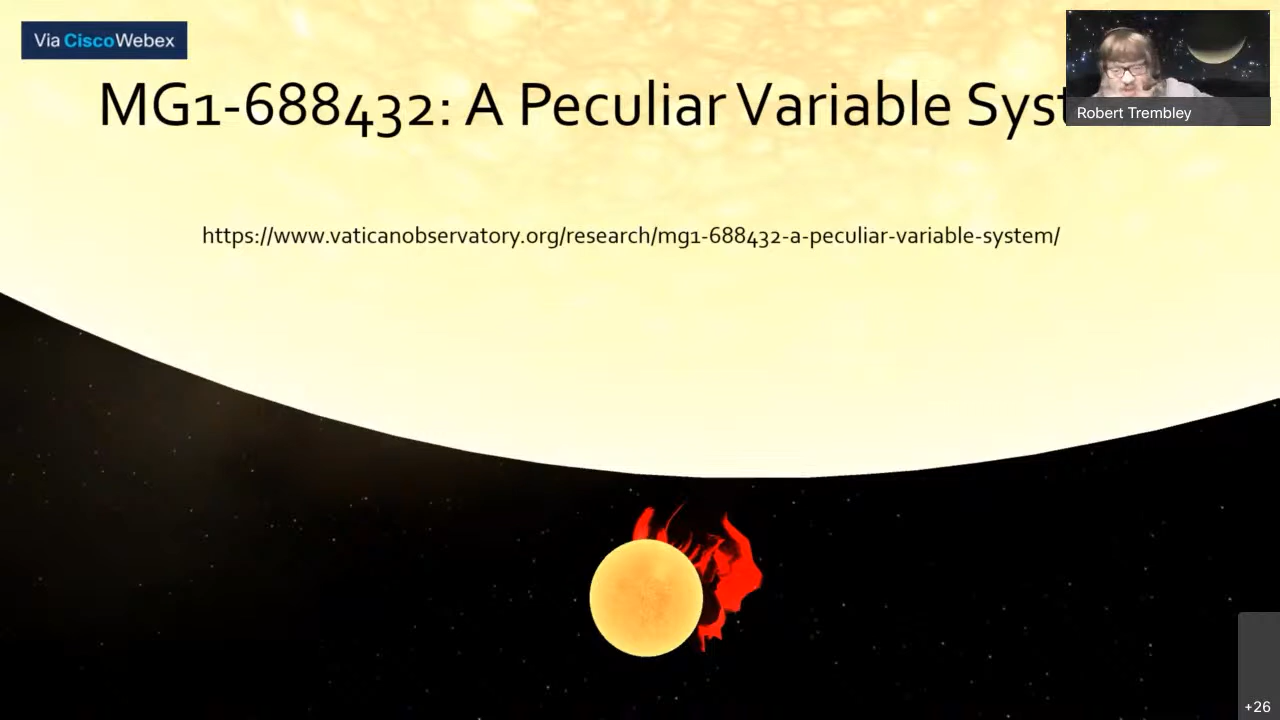 Via CiscoWebex
MG1-688432: A Peculiar Variable Syst
Robert Trembley
https://www.vaticanobservatory.org/research/mg1-688432-a-peculiar-variable-system/
+26